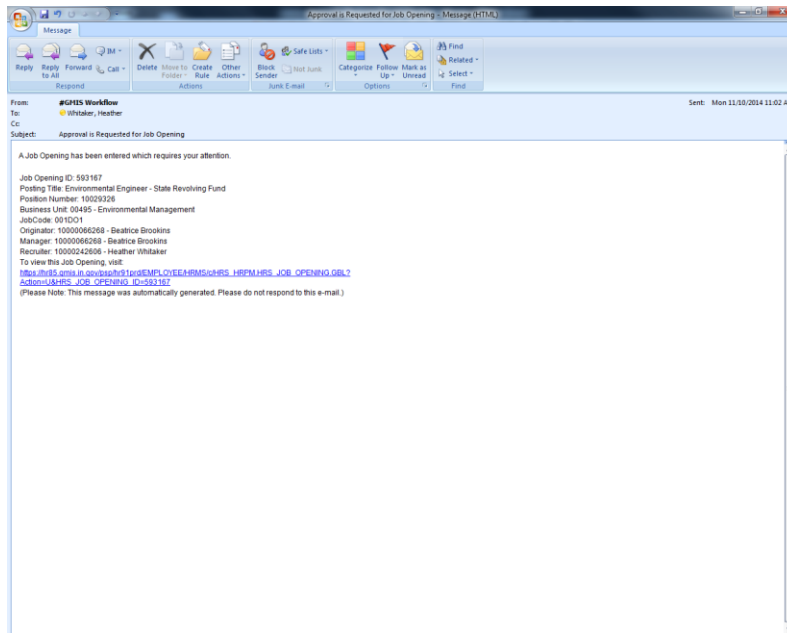 Approval is Requested for Job Opening - Message (HTML)
Message
Reply
Reply to All
Forward
IM
Call
Respond
Delete
Move to Folder
Create Rule
Other Actions
Actions
Block Sender
Safe Lists
Not Junk
Junk E-mail
Categorize
Follow Up
Mark as Unread
Options
Find
Related
Select
Find
From: #GMIS Workflow
Sent: Mon 11/10/2014 11:02 A
To: Whitaker, Heather
Cc:
Subject: Approval is Requested for Job Opening
A Job Opening has been entered which requires your attention.
Job Opening ID: 593167
Posting Title: Environmental Engineer - State Revolving Fund
Position Number: 10029326
Business Unit: 00495 - Environmental Management
JobCode: 001DO1
Originator: 10000066268 - Beatrice Brookins
Manager: 10000066268 - Beatrice Brookins
Recruiter: 10000242606 - Heather Whitaker
To view this Job Opening, visit:
https://hr85.gmis.in.gov/psp/hr91prd/EMPLOYEE/HRMS/c/HRS_HRPM.HRS_JOB_OPENING.GBL?
Action=U&HRS_JOB_OPENING_ID=593167
(Please Note: This message was automatically generated. Please do not respond to this e-mail.)